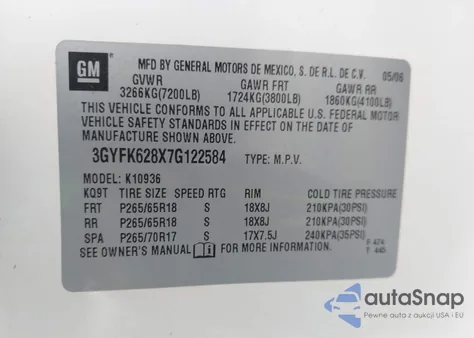 GM
MFD BY GENERAL MOTORS DE MEXICO, S. DE R.L. DE C.V. 05/06
GVWR GAWR FRT GAWR RR
3266KG(7200LB) 1724KG(3800LB) 1860KG(4100LB)
THIS VEHICLE CONFORMS TO ALL APPLICABLE U.S. FEDERAL MOTOR
VEHICLE SAFETY STANDARDS IN EFFECT ON THE DATE OF
MANUFACTURE SHOWN ABOVE.
3GYFK628X7G122584 TYPE: M.P.V.
MODEL: K10936
KQ9T TIRE SIZE SPEED RTG RIM COLD TIRE PRESSURE
FRT P265/65R18 S 18X8J 210KPA(30PSI)
RR P265/65R18 S 18X8J 210KPA(30PSI)
SPA P265/70R17 S 17X7.5J 240KPA(35PSI)
SEE OWNER'S MANUAL FOR MORE INFORMATION.
F 474
T 445
autoSnap
Pewne auta z USA i EU